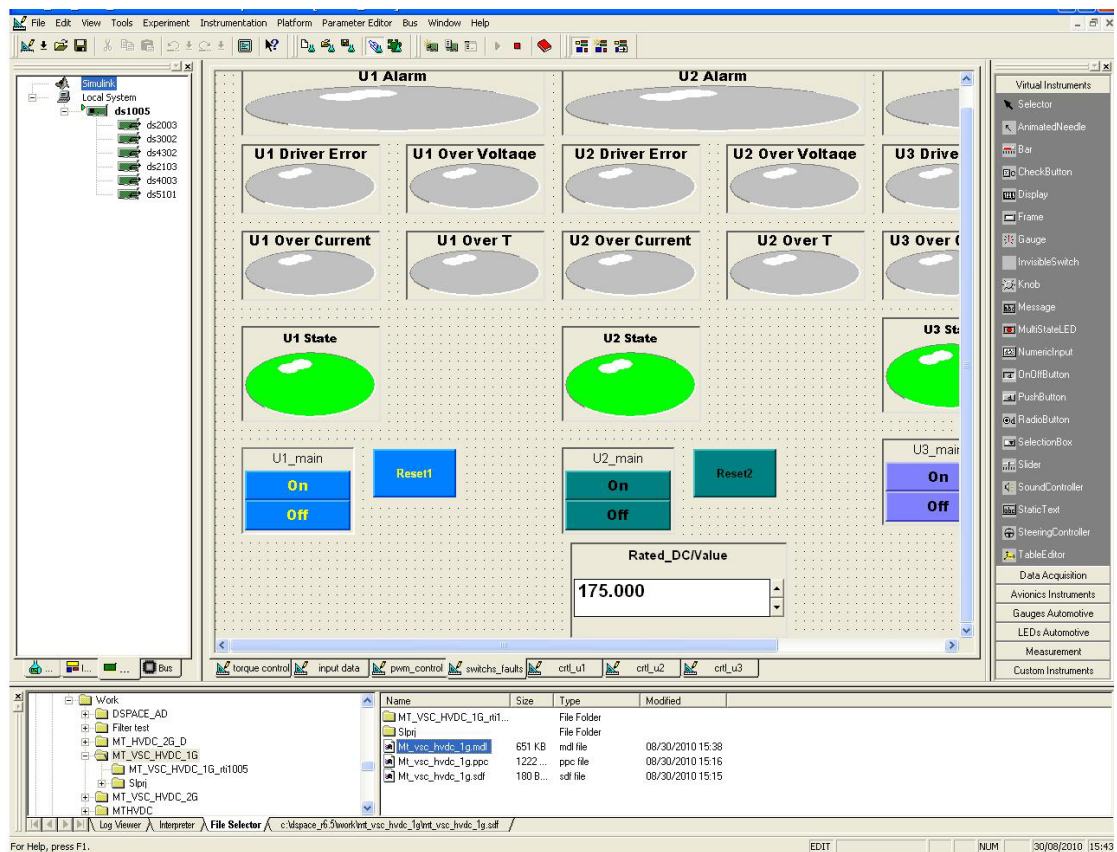 File Edit View Tools Experiment Instrumentation Platform Parameter Editor Bus Window Help
Simulink
Local System
ds1005
ds2003
ds3002
ds4302
ds2103
ds4003
ds5101
U1 Alarm U2 Alarm
U1 Driver Error U1 Over Voltage U2 Driver Error U2 Over Voltage U3 Drive
U1 Over Current U1 Over T U2 Over Current U2 Over T U3 Over
U1 State U2 State U3 St
U1_main Reset1 U2_main Reset2 U3_mai
On On On
Off Off Off
Rated_DC/Value
175.000
Virtual Instruments
Selector
AnimatedNeedle
Bar
CheckButton
Display
Frame
Gauge
InvisibleSwitch
Knob
Message
MultiStateLED
NumericInput
OnOffButton
PushButton
RadioButton
SelectionBox
Slider
SoundController
StaticText
SteeringController
TableEditor
Data Acquisition
Avionics Instruments
Gauges Automotive
LEDs Automotive
Measurement
Custom Instruments
... I... ... Bus
torque control input data pwm_control switchs_faults crtl_u1 crtl_u2 crtl_u3
Work
DSPACE_AD
Filter test
MT_HVDC_2G_D
MT_VSC_HVDC_1G
MT_VSC_HVDC_1G_rti1005
Slprj
MT_VSC_HVDC_2G
MTHVDC
Name Size Type Modified
MT_VSC_HVDC_1G_rti1... File Folder
Slprj File Folder
Mt_vsc_hvdc_1g.mdl 651 KB mdl file 08/30/2010 15:38
Mt_vsc_hvdc_1g.ppc 1222 ... ppc file 08/30/2010 15:16
Mt_vsc_hvdc_1g.sdf 180 B... sdf file 08/30/2010 15:15
Log Viewer Interpreter File Selector c:\dspace_r6.5\work\mt_vsc_hvdc_1g\mt_vsc_hvdc_1g.sdf
For Help, press F1. EDIT NUM 30/08/2010 15:43